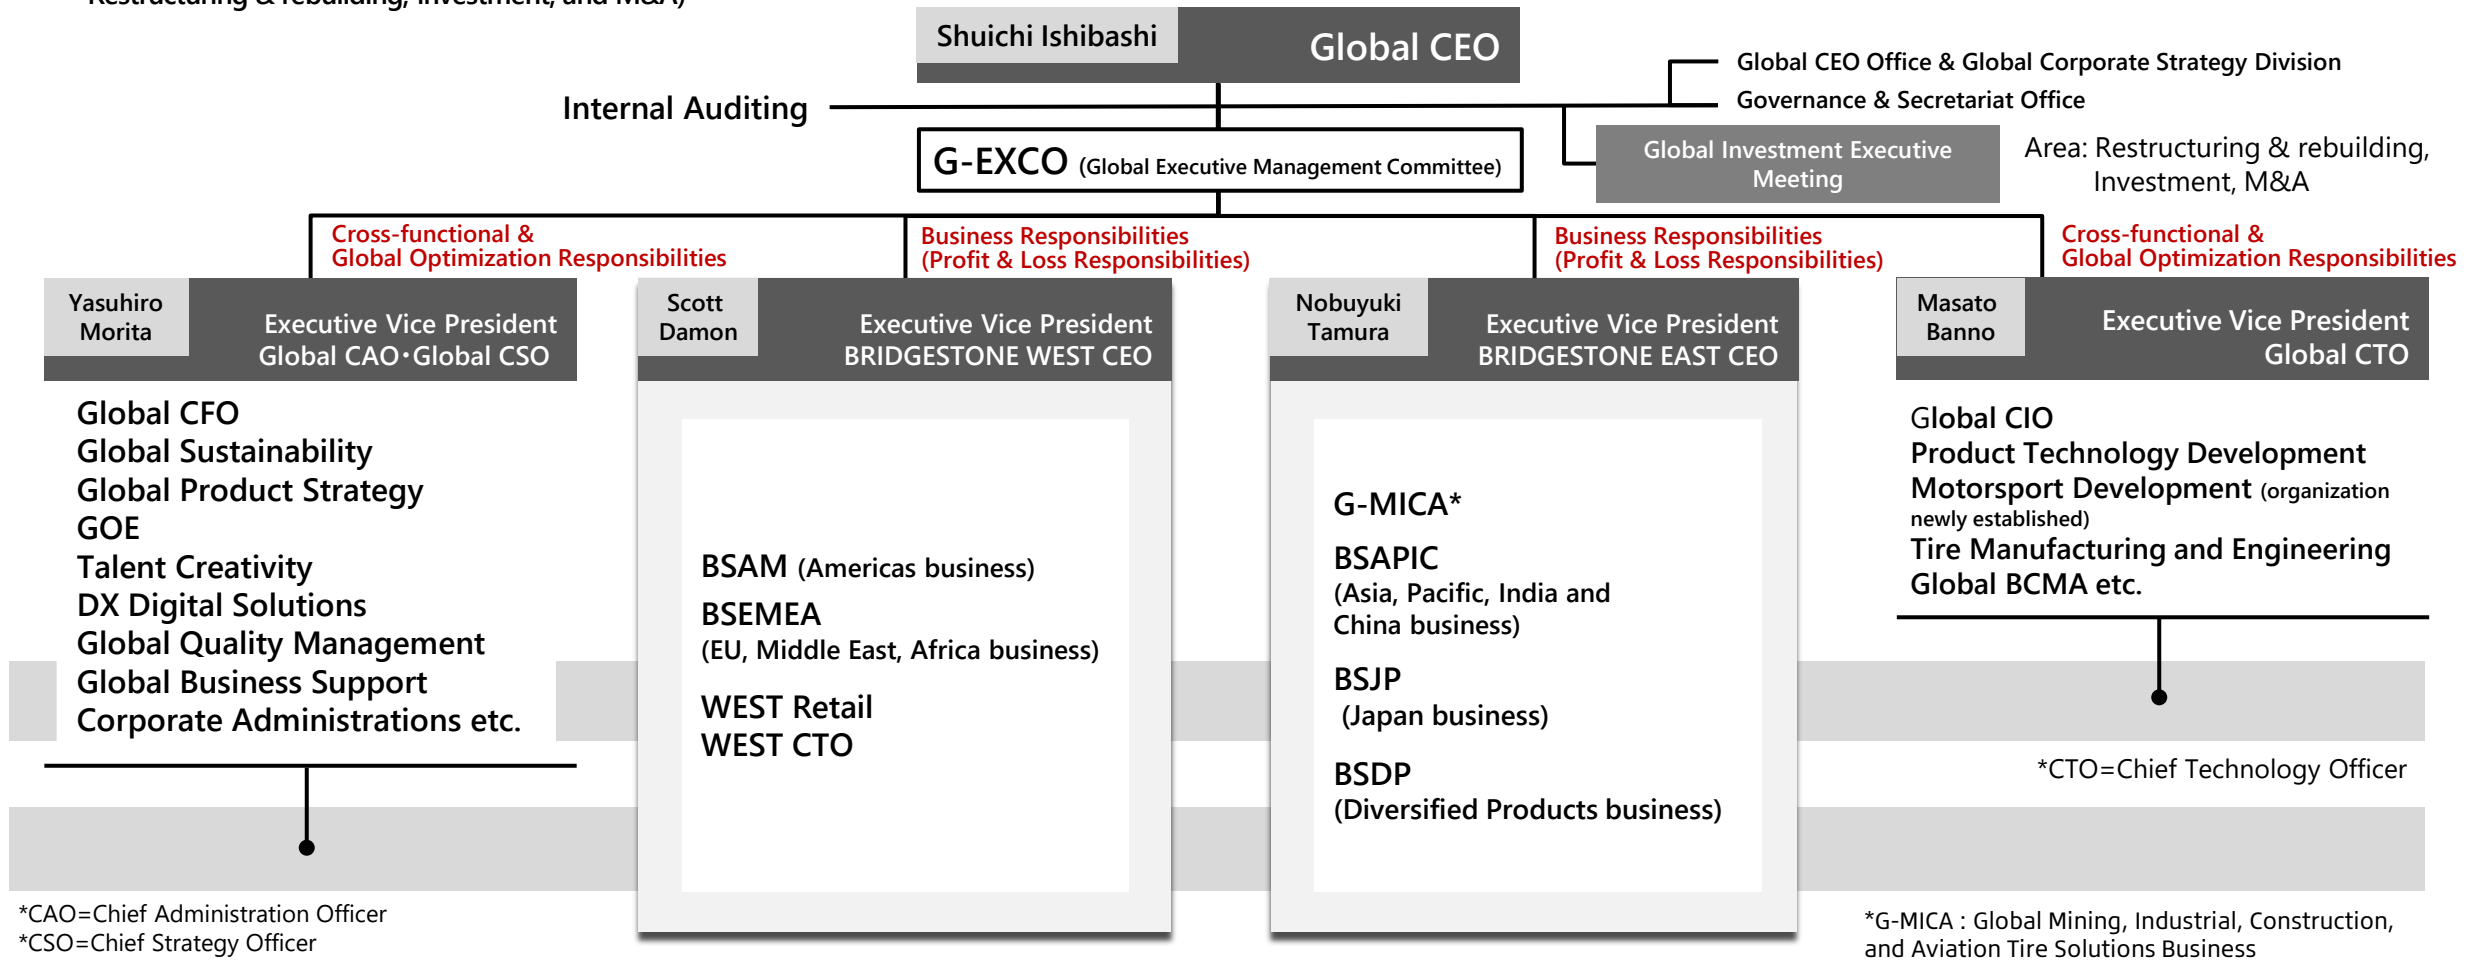 Restructuring & rebuilding, Investment, and M&A)
Shuichi Ishibashi
Global CEO
Global CEO Office & Global Corporate Strategy Division
Internal Auditing
Governance & Secretariat Office
G-EXCO (Global Executive Management Committee)
Global Investment Executive
Meeting
Area: Restructuring & rebuilding,
Investment, M&A
Cross-functional &
Global Optimization Responsibilities
Business Responsibilities
(Profit & Loss Responsibilities)
Business Responsibilities
(Profit & Loss Responsibilities)
Cross-functional &
Global Optimization Responsibilities
Yasuhiro
Morita
Executive Vice President
Global CAO・Global CSO
Global CFO
Global Sustainability
Global Product Strategy
GOE
Talent Creativity
DX Digital Solutions
Global Quality Management
Global Business Support
Corporate Administrations etc.
Scott
Damon
Executive Vice President
BRIDGESTONE WEST CEO
BSAM (Americas business)
BSEMEA
(EU, Middle East, Africa business)
WEST Retail
WEST CTO
Nobuyuki
Tamura
Executive Vice President
BRIDGESTONE EAST CEO
G-MICA*
BSAPIC
(Asia, Pacific, India and
China business)
BSJP
(Japan business)
BSDP
(Diversified Products business)
Masato
Banno
Executive Vice President
Global CTO
Global CIO
Product Technology Development
Motorsport Development (organization
newly established)
Tire Manufacturing and Engineering
Global BCMA etc.
*CTO=Chief Technology Officer
*CAO=Chief Administration Officer
*CSO=Chief Strategy Officer
*G-MICA : Global Mining, Industrial, Construction,
and Aviation Tire Solutions Business